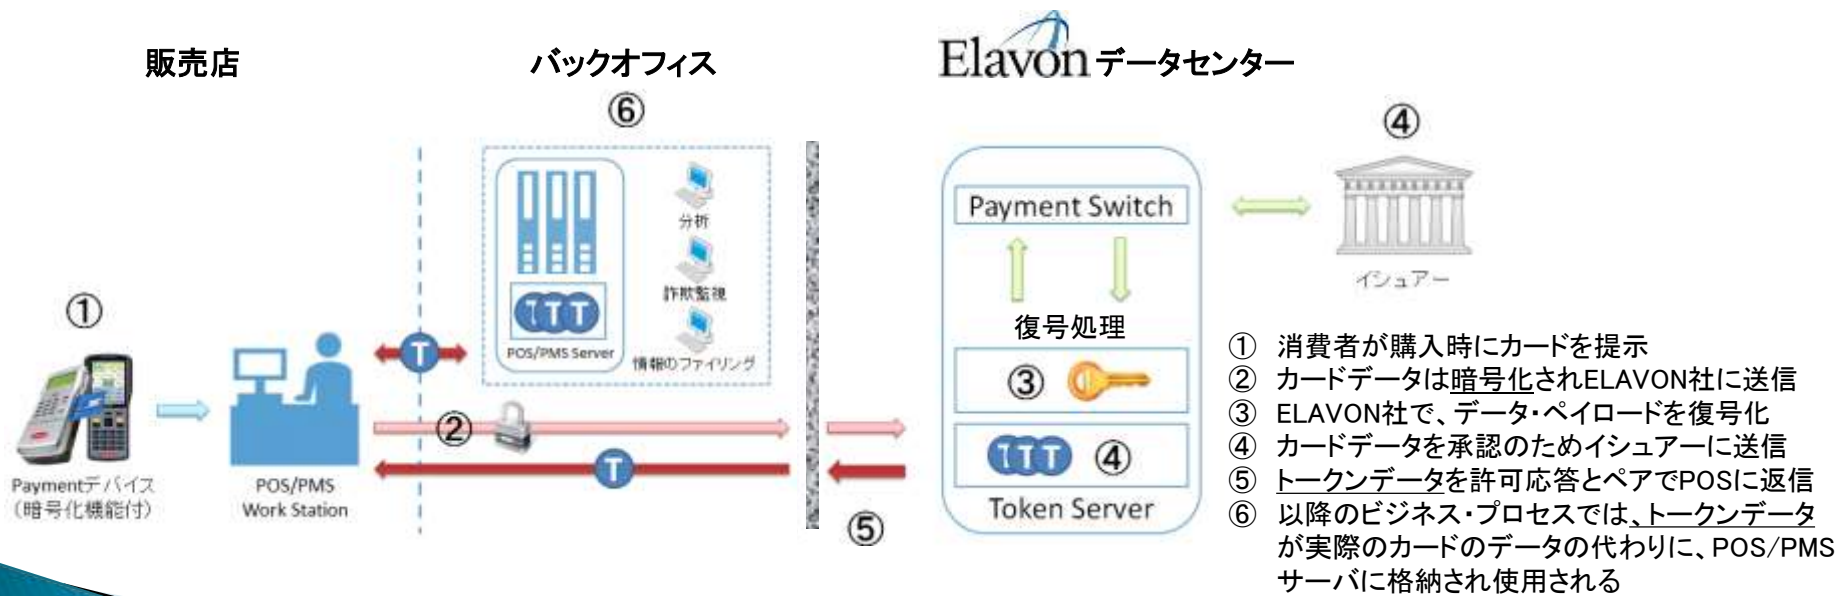 販売店
バックオフィス
Elavon データセンター
⑥
④
分析
詐欺監視
情報のファイリング
T T T
POS/PMS Server
T
Payment Switch
復号処理
③
T T T ④
Token Server
イシュアー
①
Paymentデバイス
（暗号化機能付）
POS/PMS
Work Station
②
T
⑤
① 消費者が購入時にカードを提示
② カードデータは暗号化されELAVON社に送信
③ ELAVON社で、データ・ペイロードを復号化
④ カードデータを承認のためイシュアーに送信
⑤ トークンデータを許可応答とペアでPOSに返信
⑥ 以降のビジネス・プロセスでは、トークンデータ
が実際のカードのデータの代わりに、POS/PMS
サーバに格納され使用される